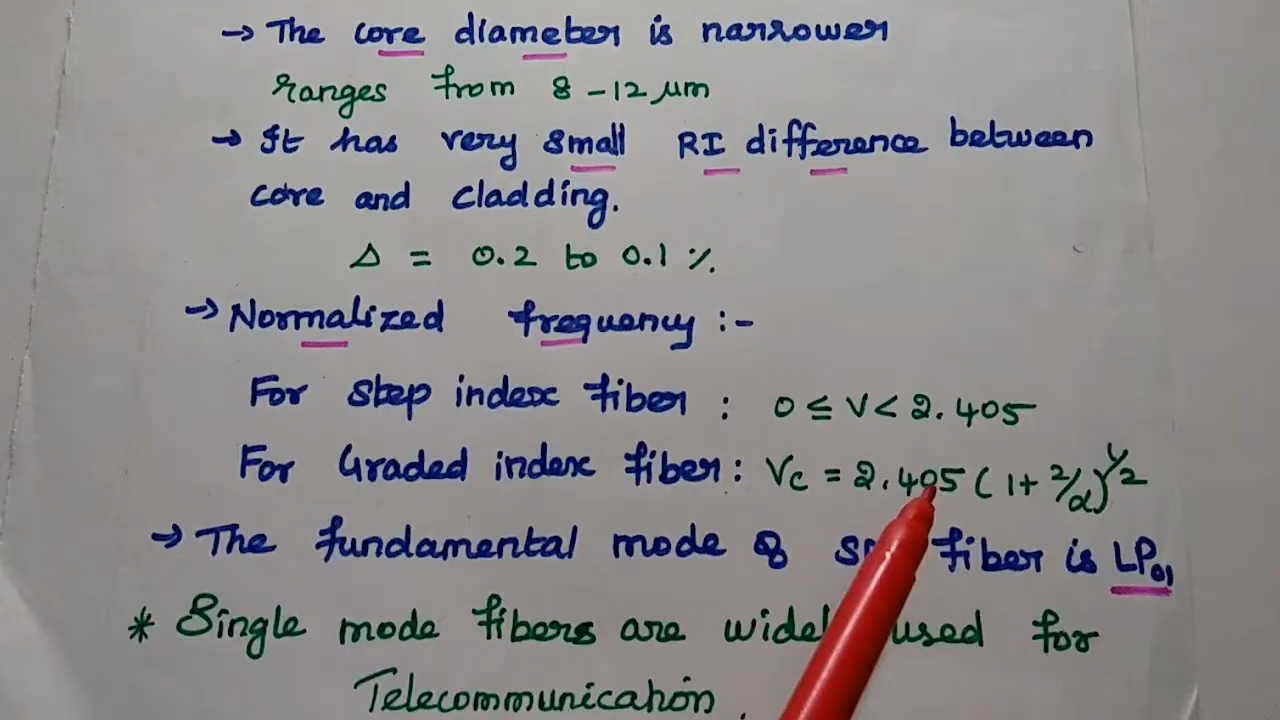 → The core diameter is narrower
ranges from 8 - 12 μm
→ It has very small RI difference between
core and cladding.
Δ = 0.2 to 0.1 %.
→ Normalized frequency :-
For step index fiber : 0 ≤ V < 2.405
For Graded index fiber : Vc = 2.405 (1 + 2/α)^1/2
→ The fundamental mode of fiber is LP01
* Single mode fibers are used for
Telecommunication.